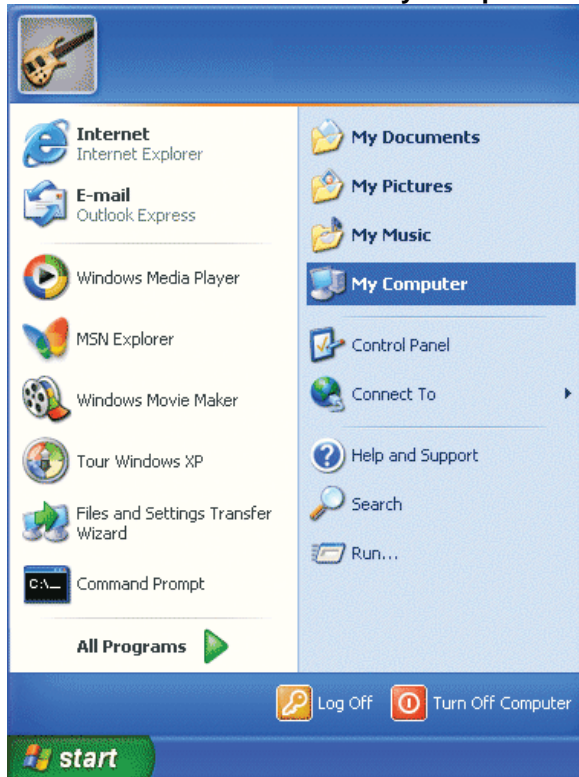 Internet
Internet Explorer
E-mail
Outlook Express
Windows Media Player
MSN Explorer
Windows Movie Maker
Tour Windows XP
Files and Settings Transfer
Wizard
C:\_
Command Prompt
All Programs
My Documents
My Pictures
My Music
My Computer
Control Panel
Connect To
Help and Support
Search
Run...
Log Off
Turn Off Computer
start